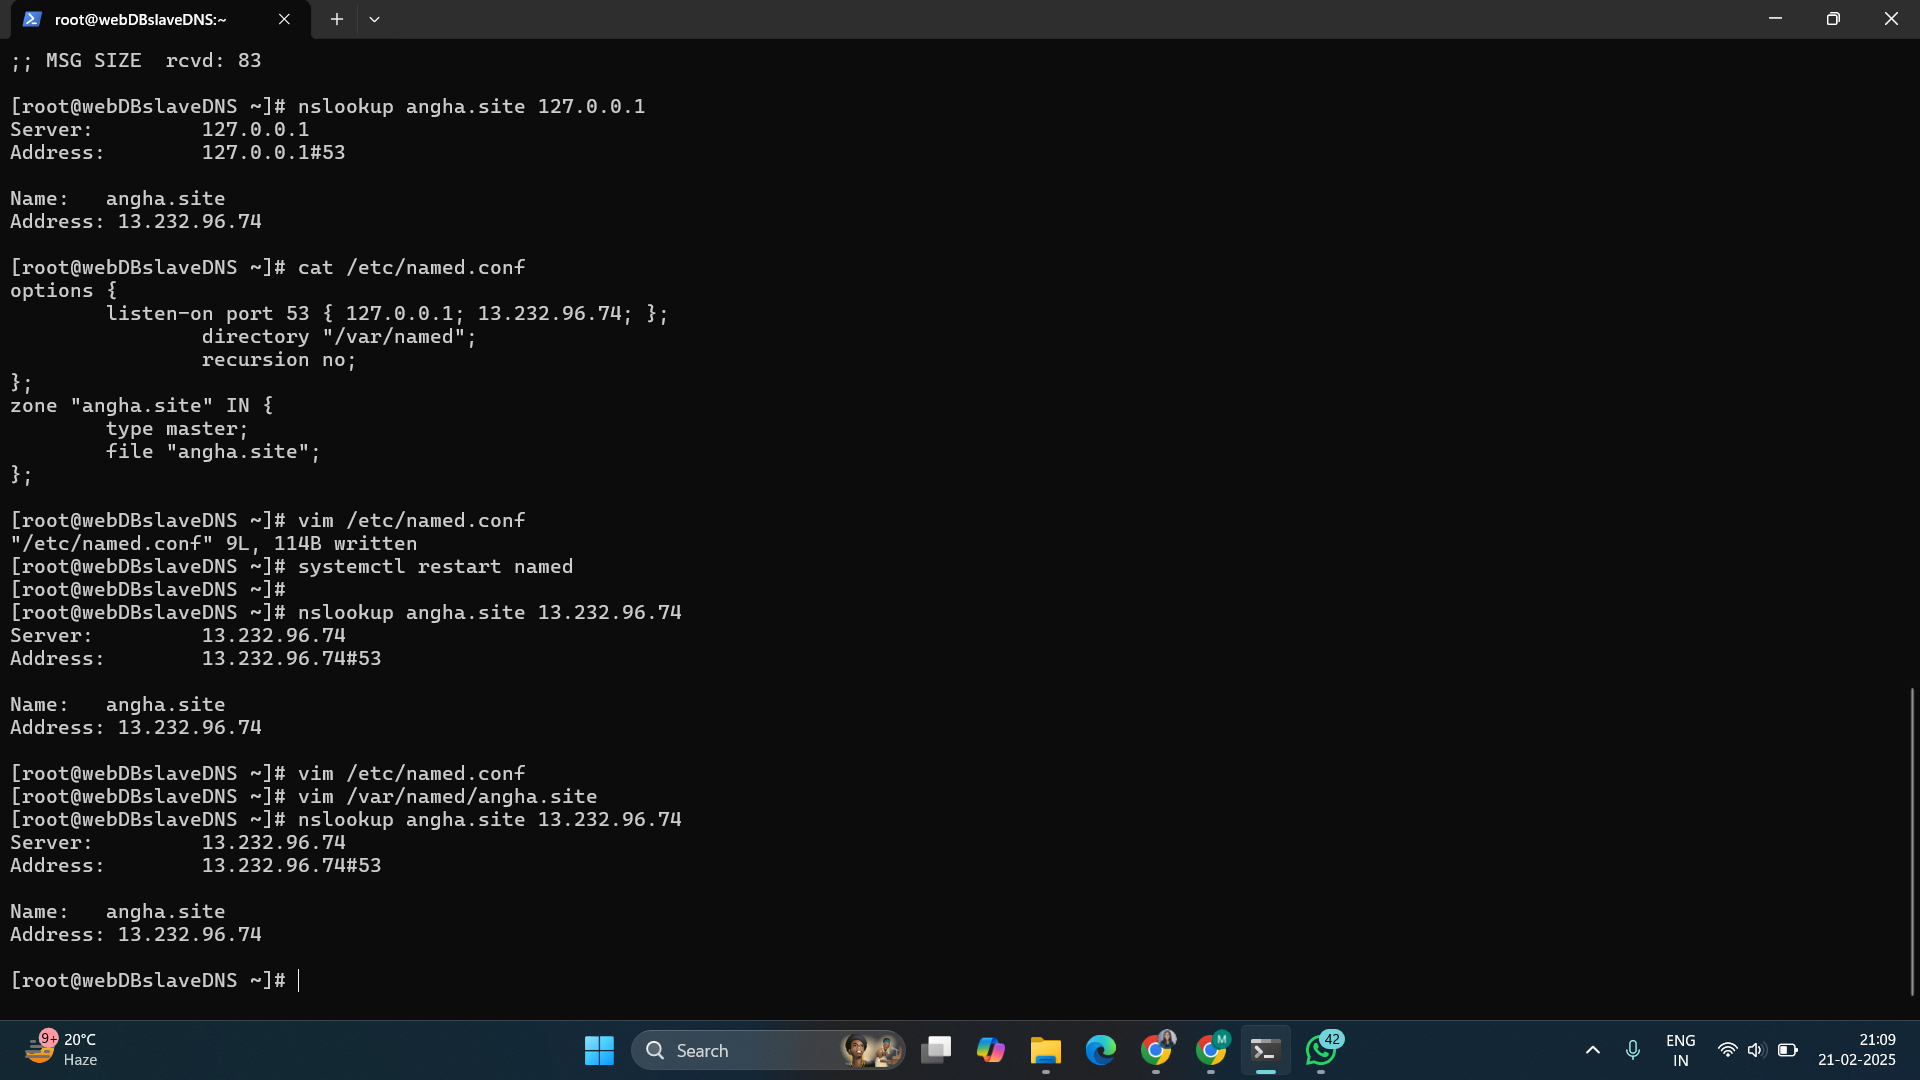 root@webDBslaveDNS:~
;; MSG SIZE  rcvd: 83
[root@webDBslaveDNS ~]# nslookup angha.site 127.0.0.1
Server:         127.0.0.1
Address:        127.0.0.1#53
Name:   angha.site
Address: 13.232.96.74
[root@webDBslaveDNS ~]# cat /etc/named.conf
options {
        listen-on port 53 { 127.0.0.1; 13.232.96.74; };
                directory "/var/named";
                recursion no;
};
zone "angha.site" IN {
        type master;
        file "angha.site";
};
[root@webDBslaveDNS ~]# vim /etc/named.conf
"/etc/named.conf" 9L, 114B written
[root@webDBslaveDNS ~]# systemctl restart named
[root@webDBslaveDNS ~]#
[root@webDBslaveDNS ~]# nslookup angha.site 13.232.96.74
Server:         13.232.96.74
Address:        13.232.96.74#53
Name:   angha.site
Address: 13.232.96.74
[root@webDBslaveDNS ~]# vim /etc/named.conf
[root@webDBslaveDNS ~]# vim /var/named/angha.site
[root@webDBslaveDNS ~]# nslookup angha.site 13.232.96.74
Server:         13.232.96.74
Address:        13.232.96.74#53
Name:   angha.site
Address: 13.232.96.74
[root@webDBslaveDNS ~]#
9+
20°C
Haze
Search
M
42
ENG
IN
21:09
21-02-2025